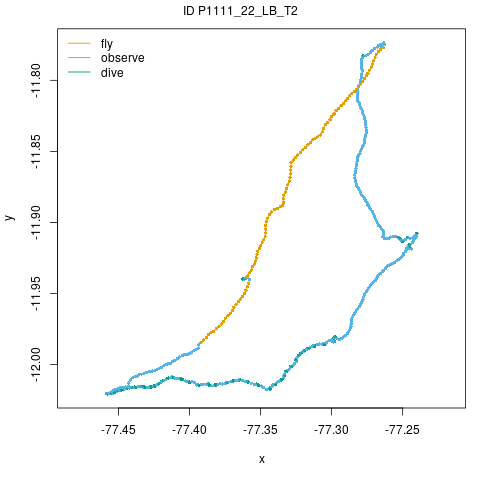 ID P1111_22_LB_T2
fly
observe
dive
y
-11.80
-11.85
-11.90
-11.95
-12.00
-77.45
-77.40
-77.35
-77.30
-77.25
x